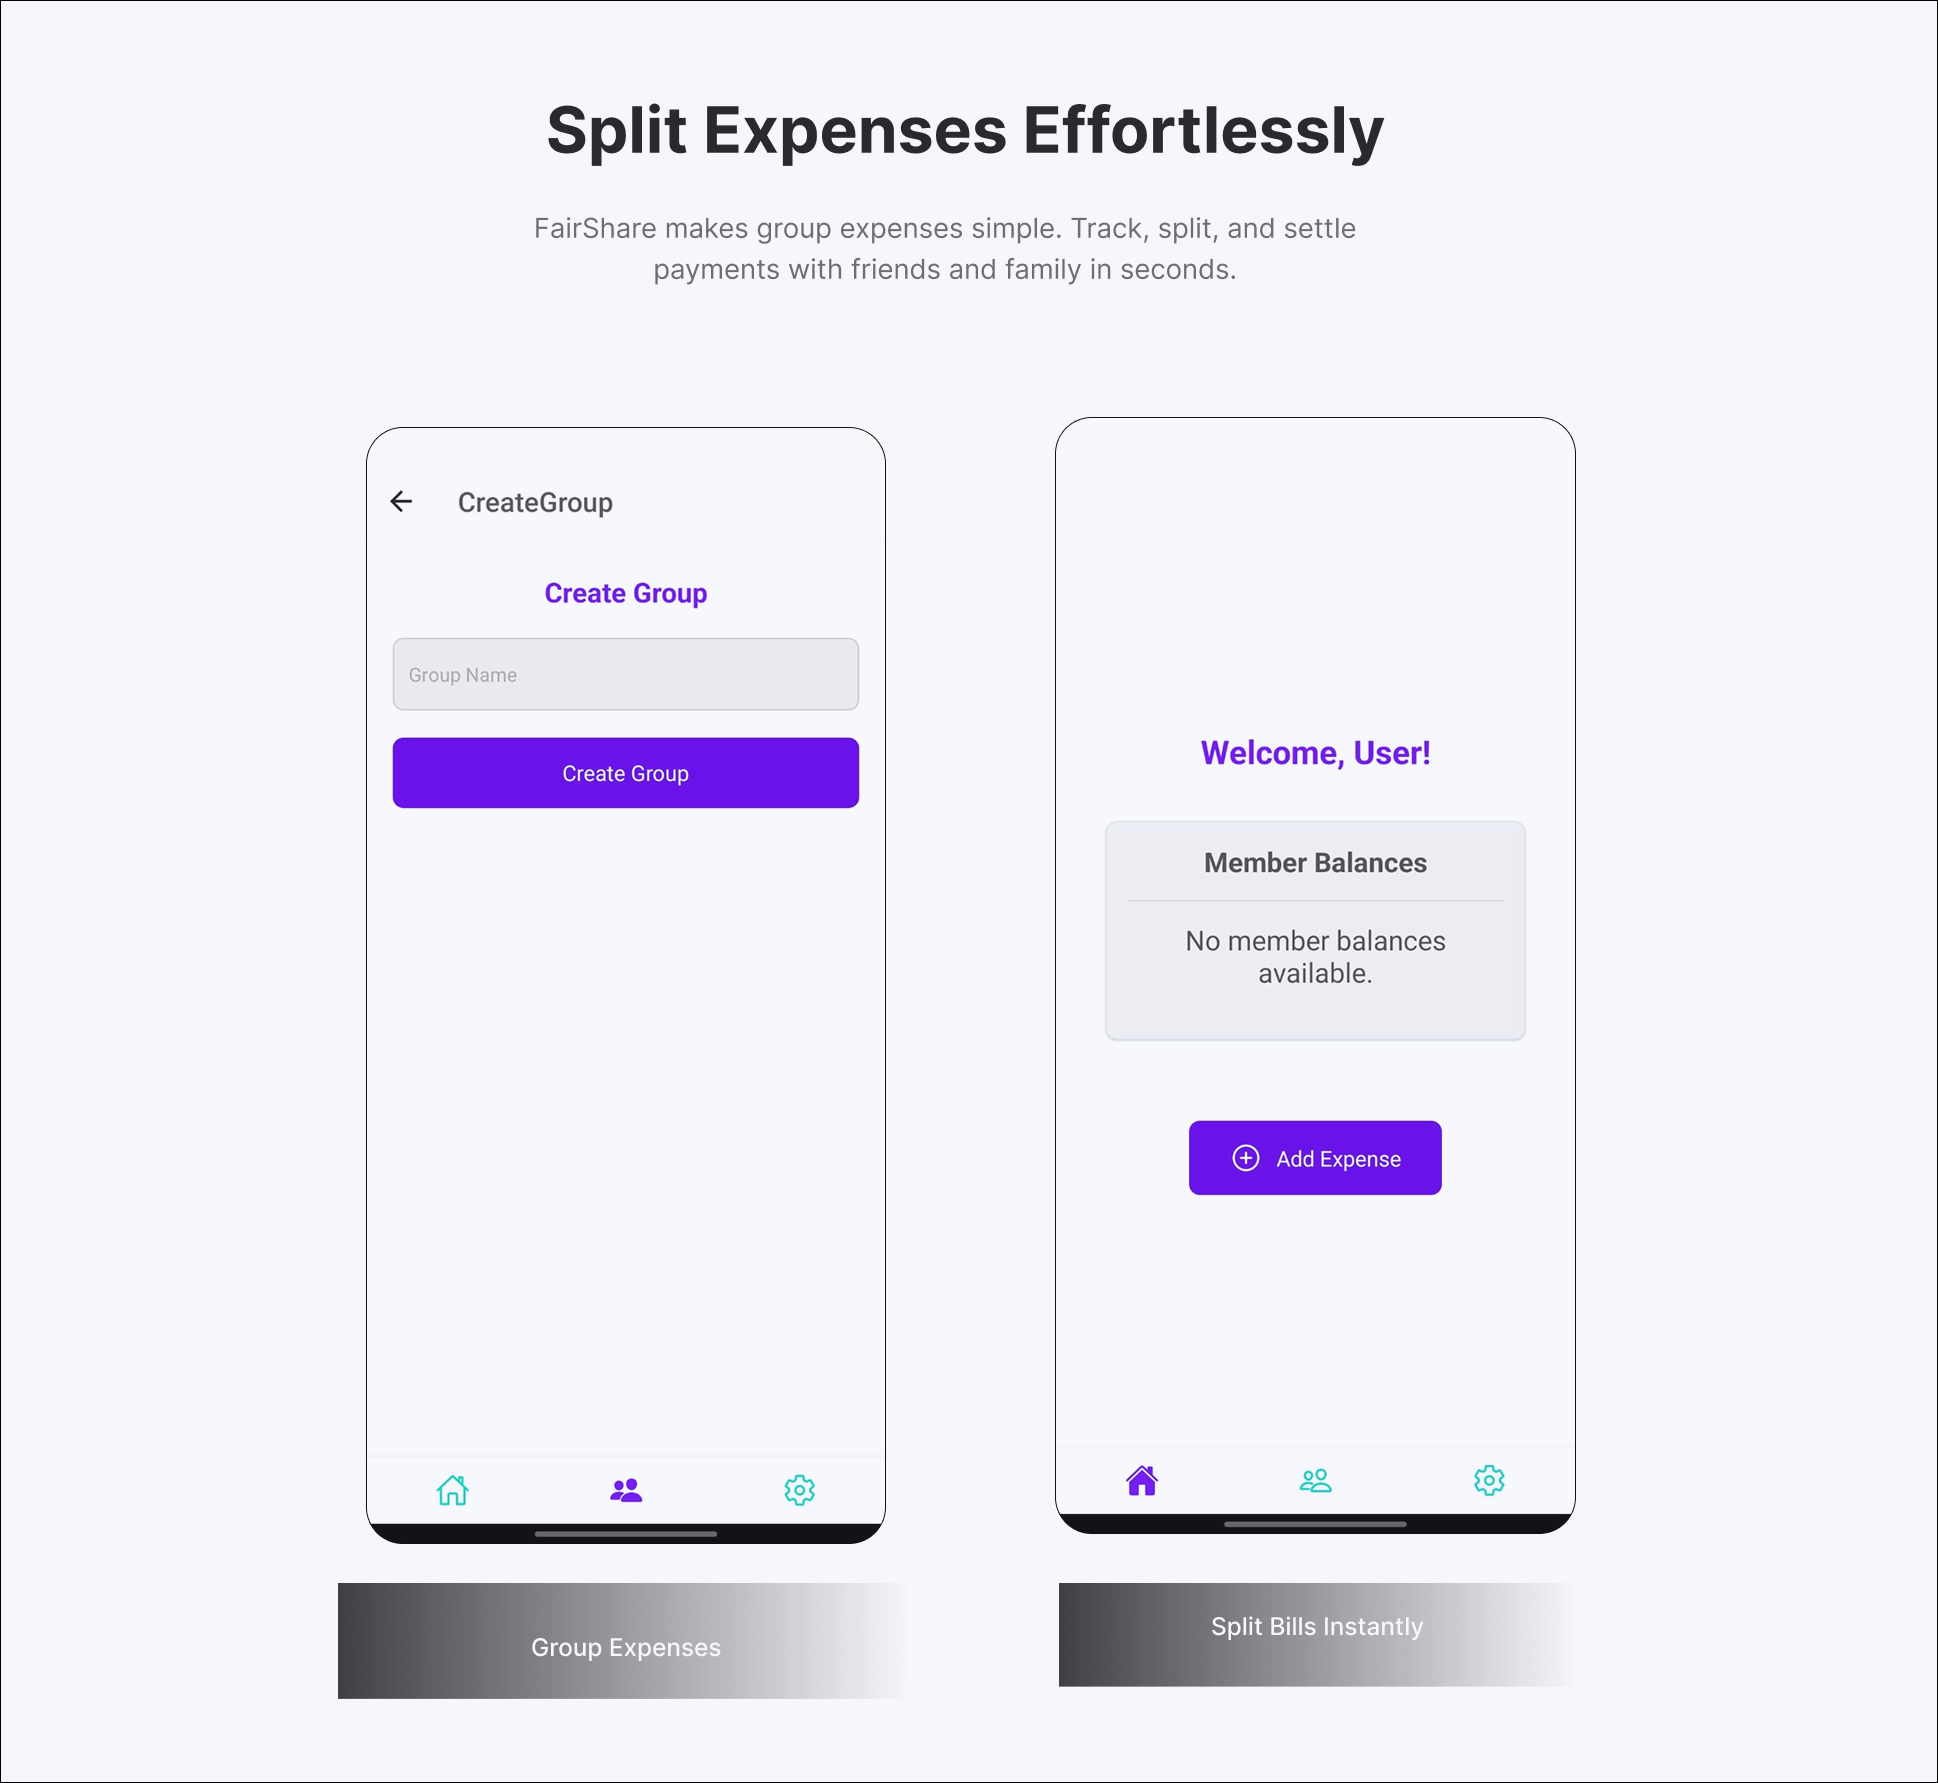 Split Expenses Effortlessly
FairShare makes group expenses simple. Track, split, and settle
payments with friends and family in seconds.
CreateGroup
Create Group
Group Name
Create Group
Group Expenses
Welcome, User!
Member Balances
No member balances
available.
Add Expense
Split Bills Instantly